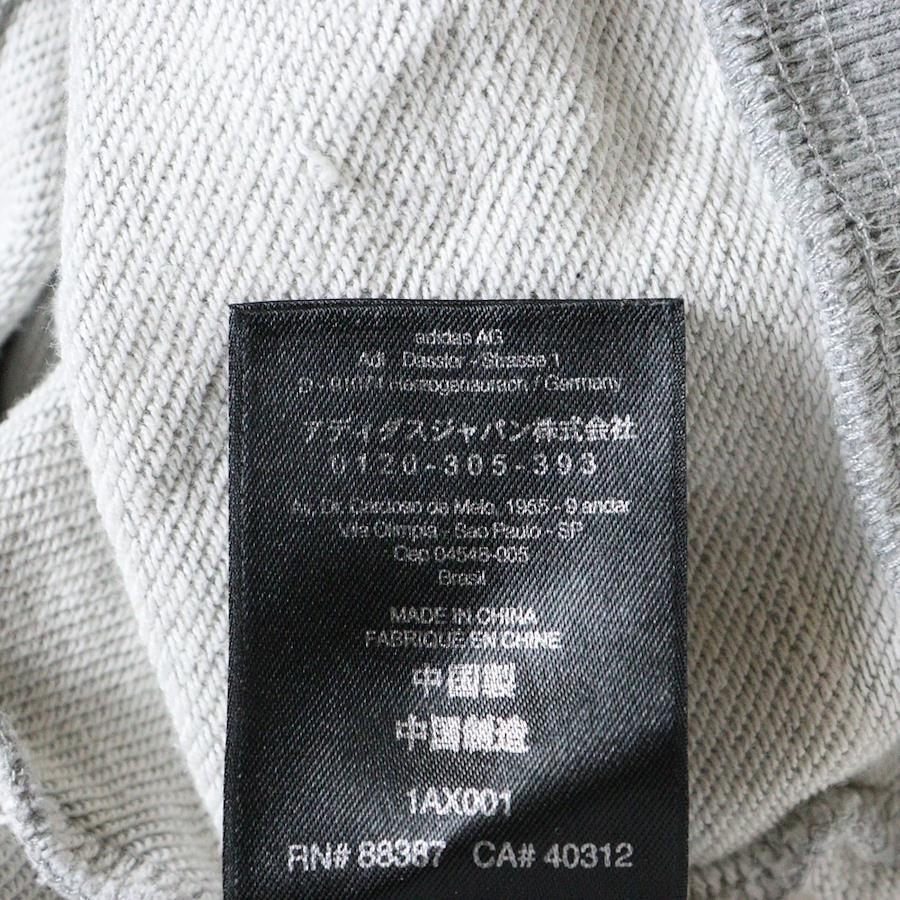 adidas AG
Adi - Dassler - Strasse 1
D - 91074 Herzogenaurach / Germany
アディダスジャパン株式会社
0120-305-393
Av. Dr. Cardoso de Melo, 1955 - 9 andar
Vila Olimpia - Sao Paulo - SP
Cep 04548-005
Brasil
MADE IN CHINA
FABRIQUE EN CHINE
中国製
中国制造
1AX001
RN# 88387 CA# 40312